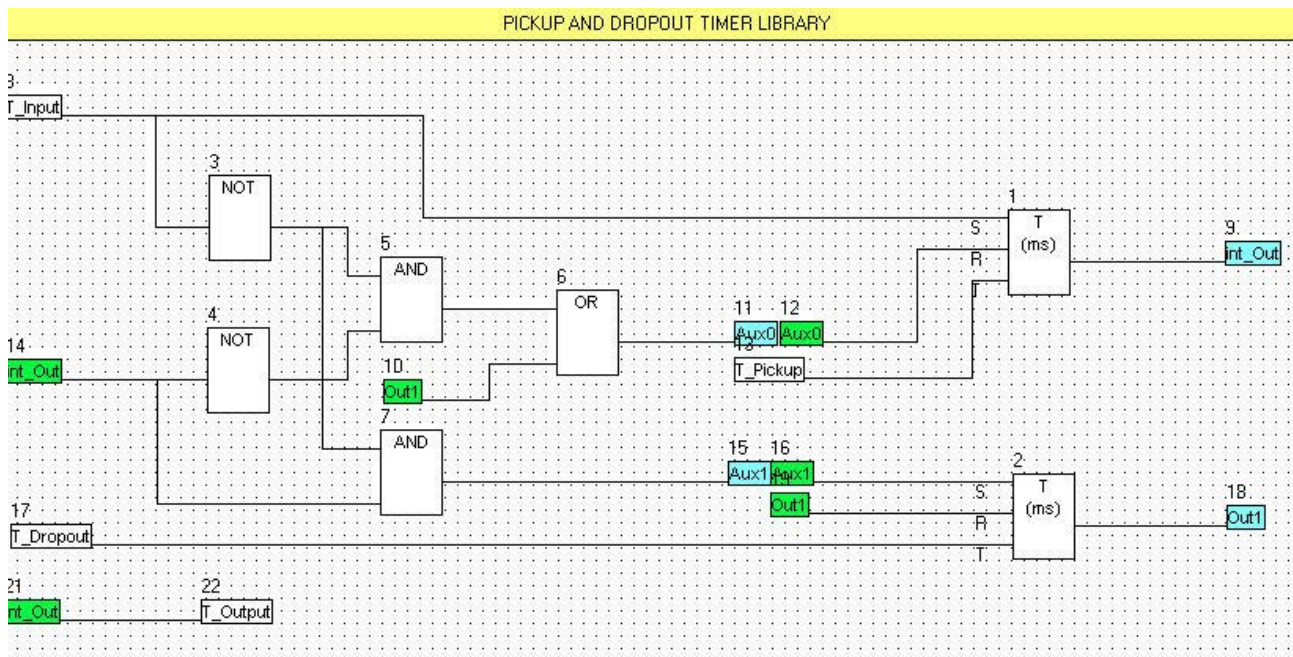 PICKUP AND DROPOUT TIMER LIBRARY
T_Input
3
NOT
1
T
(ms)
S
R
T
9
int_Out
5
AND
6
OR
4
NOT
11
12
Aux0
Aux0
13
T_Pickup
14
int_Out
10
Out1
7
AND
15
16
Aux1
Aux1
Out1
2
T
(ms)
S
R
T
18
Out1
17
T_Dropout
21
int_Out
22
T_Output